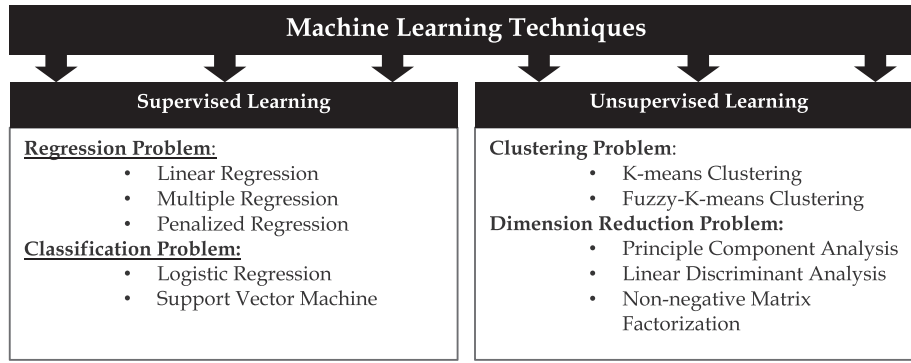 Machine Learning Techniques
Supervised Learning
Regression Problem:
• Linear Regression
• Multiple Regression
• Penalized Regression
Classification Problem:
• Logistic Regression
• Support Vector Machine
Unsupervised Learning
Clustering Problem:
• K-means Clustering
• Fuzzy-K-means Clustering
Dimension Reduction Problem:
• Principle Component Analysis
• Linear Discriminant Analysis
• Non-negative Matrix
Factorization